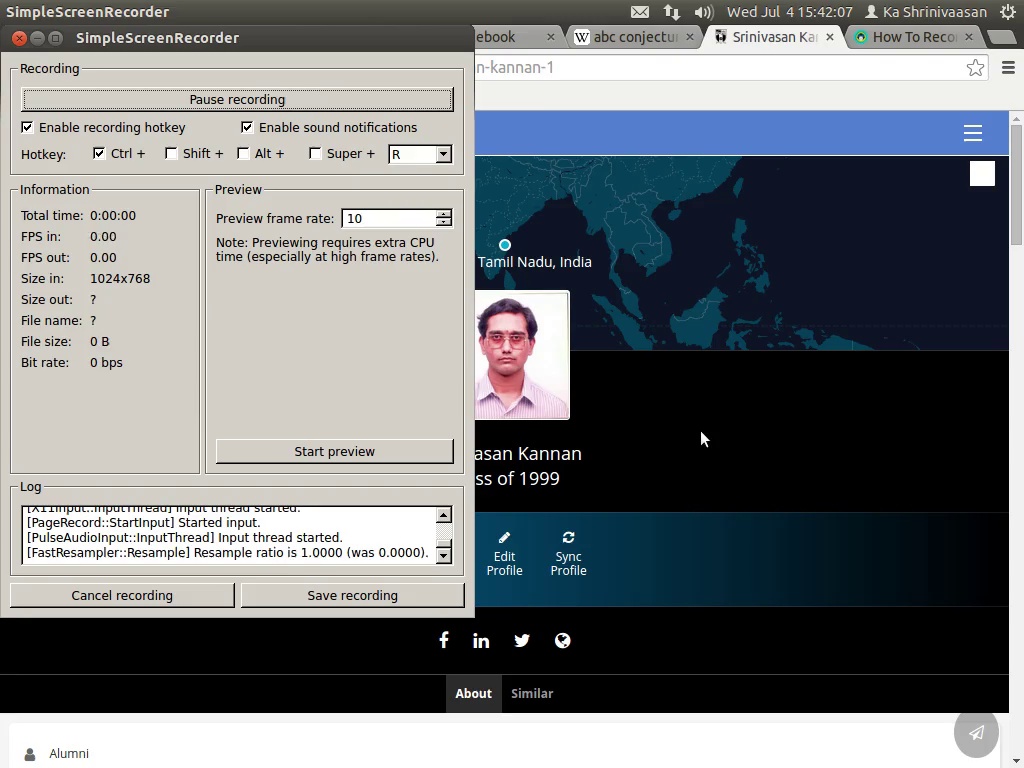 SimpleScreenRecorder
Wed Jul 4 15:42:07 Ka Shrinivaasan
SimpleScreenRecorder
ebook
abc conjectu
Srinivasan Ka
How To Reco
n-kannan-1
Recording
Pause recording
Enable recording hotkey
Enable sound notifications
Hotkey: Ctrl + Shift + Alt + Super + R
Information
Total time: 0:00:00
FPS in: 0.00
FPS out: 0.00
Size in: 1024x768
Size out: ?
File name: ?
File size: 0 B
Bit rate: 0 bps
Preview
Preview frame rate: 10
Note: Previewing requires extra CPU
time (especially at high frame rates).
Start preview
Log
[X11Input::InputThread] Input thread started.
[PageRecord::StartInput] Started input.
[PulseAudioInput::InputThread] Input thread started.
[FastResampler::Resample] Resample ratio is 1.0000 (was 0.0000).
Cancel recording
Save recording
Tamil Nadu, India
asan Kannan
ss of 1999
Edit
Profile
Sync
Profile
About
Similar
Alumni